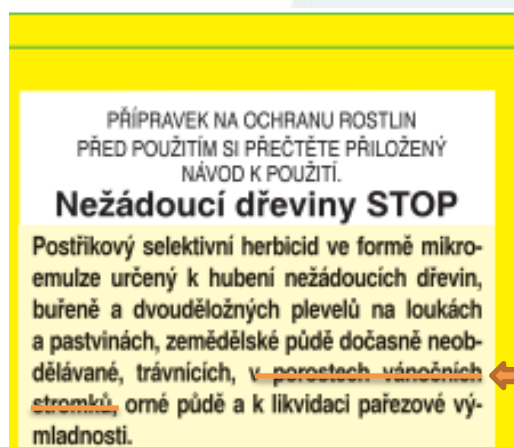 PŘÍPRAVEK NA OCHRANU ROSTLIN
PŘED POUŽITÍM SI PŘEČTĚTE PŘILOŽENÝ
NÁVOD K POUŽITÍ.
Nežádoucí dřeviny STOP
Postřikový selektivní herbicid ve formě mikro-
emulze určený k hubení nežádoucích dřevin,
buřeně a dvouděložných plevelů na loukách
a pastvinách, zemědělské půdě dočasně neob-
dělávané, trávnících, v porostech vánočních
stromků, orné půdě a k likvidaci pařezové vý-
mladnosti.